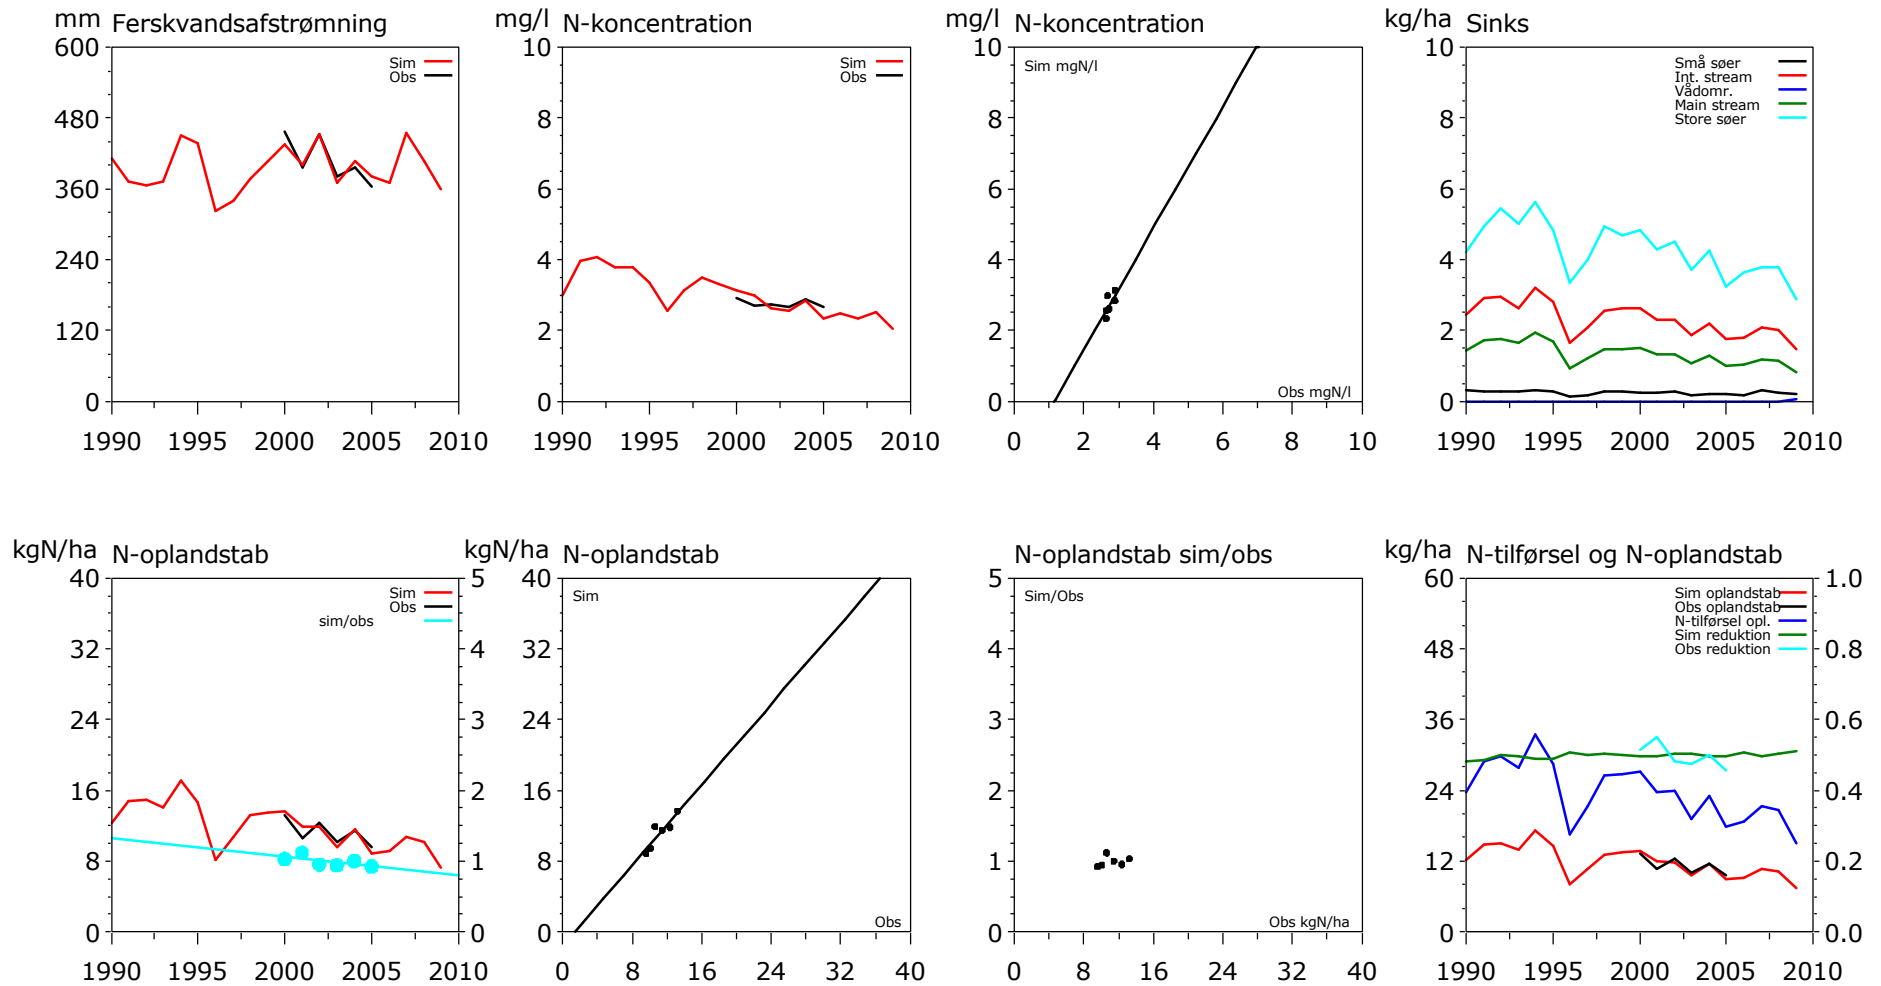 mm Ferskvandsafstrømning
600
480
360
240
120
0
1990 1995 2000 2005 2010
Sim
Obs
mg/l N-koncentration
10
8
6
4
2
0
1990 1995 2000 2005 2010
Sim
Obs
mg/l N-koncentration
10
8
6
4
2
0
0 2 4 6 8 10
Sim mgN/l
Obs mgN/l
kg/ha Sinks
10
8
6
4
2
0
1990 1995 2000 2005 2010
Små søer
Int. stream
Vådomr.
Main stream
Store søer
kgN/ha N-oplandstab
40
32
24
16
8
0
1990 1995 2000 2005 2010
Sim
Obs
sim/obs
5
4
3
2
1
0
kgN/ha N-oplandstab
40
32
24
16
8
0
0 8 16 24 32 40
Sim
Obs
N-oplandstab sim/obs
5
4
3
2
1
0
0 8 16 24 32 40
Sim/Obs
Obs kgN/ha
kg/ha N-tilførsel og N-oplandstab
60
48
36
24
12
0
1990 1995 2000 2005 2010
Sim oplandstab
Obs oplandstab
N-tilførsel opl.
Sim reduktion
Obs reduktion
1.0
0.8
0.6
0.4
0.2
0.0